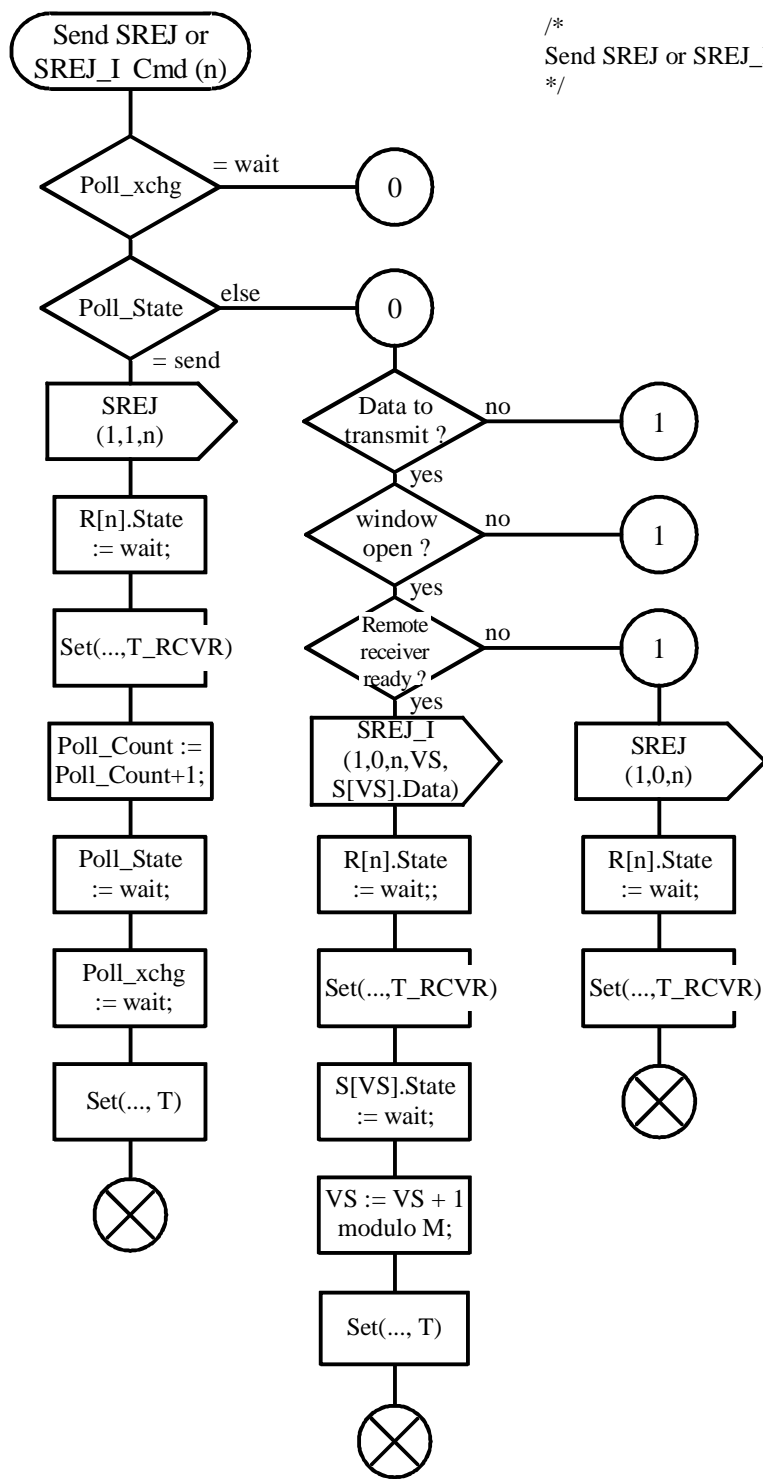 Send SREJ or
SREJ_I Cmd (n)
/*
Send SREJ or SREJ_
*/
Poll_xchg
= wait
0
Poll_State
else
0
= send
SREJ
(1,1,n)
R[n].State
:= wait;
Set(...,T_RCVR)
Poll_Count :=
Poll_Count+1;
Poll_State
:= wait;
Poll_xchg
:= wait;
Set(..., T)
Data to
transmit ?
no
1
yes
window
open ?
no
1
yes
Remote
receiver
ready ?
no
1
yes
SREJ_I
(1,0,n,VS,
S[VS].Data)
R[n].State
:= wait;;
Set(...,T_RCVR)
S[VS].State
:= wait;
VS := VS + 1
modulo M;
Set(..., T)
SREJ
(1,0,n)
R[n].State
:= wait;
Set(...,T_RCVR)